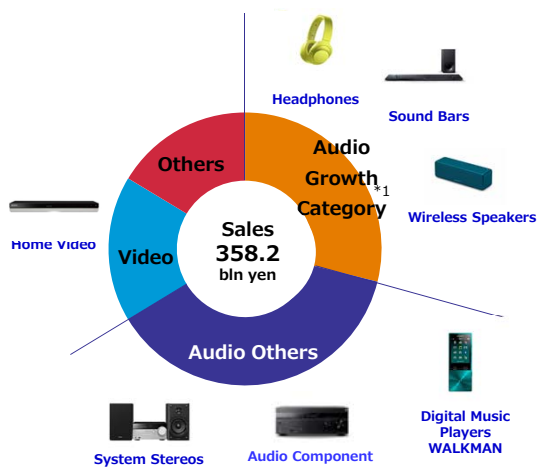 Headphones
Sound Bars
Audio
Growth
*1
Category
Wireless Speakers
Others
Sales
358.2
bln yen
Home Video
Video
Audio Others
Digital Music
Players
WALKMAN
System Stereos
Audio Component